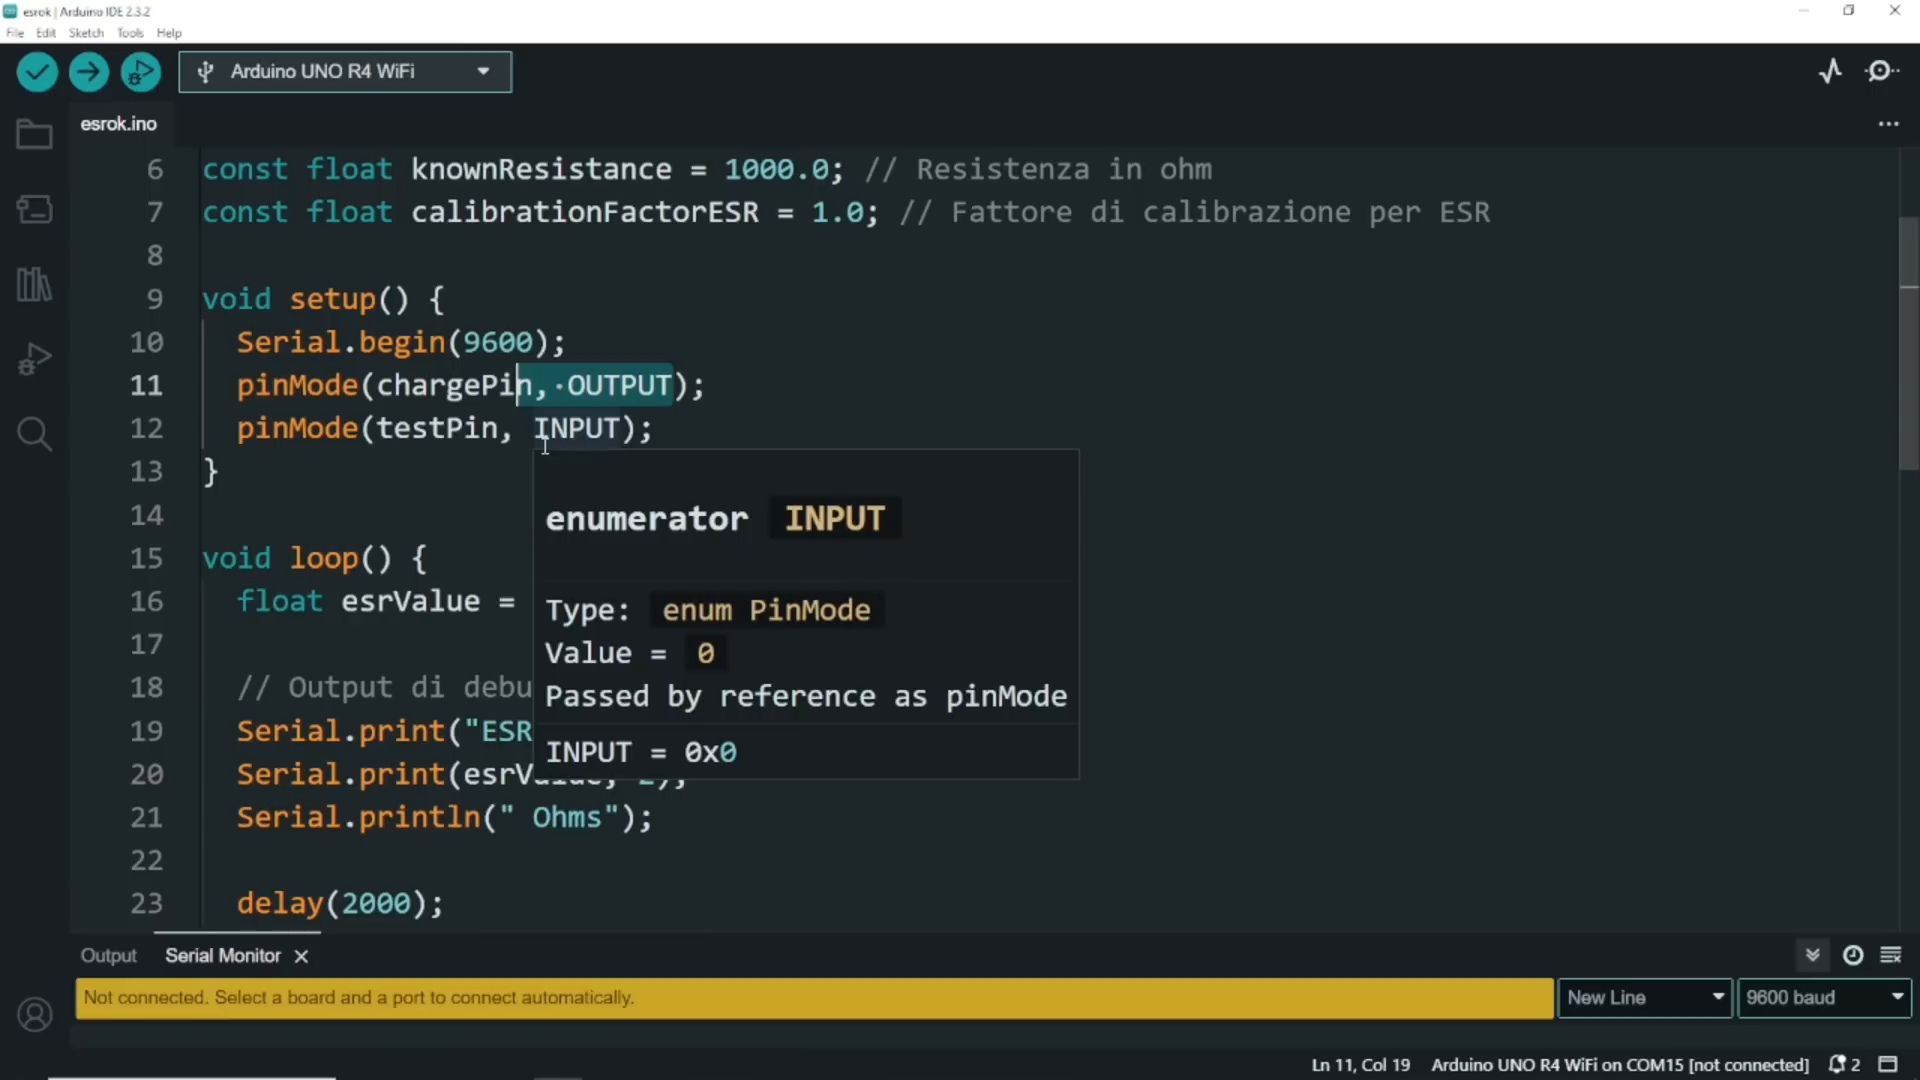 esrok | Arduino IDE 2.3.2
File Edit Sketch Tools Help
Arduino UNO R4 WiFi
esrok.ino
6 const float knownResistance = 1000.0; // Resistenza in ohm
7 const float calibrationFactorESR = 1.0; // Fattore di calibrazione per ESR
8
9 void setup() {
10 Serial.begin(9600);
11 pinMode(chargePin, OUTPUT);
12 pinMode(testPin, INPUT);
13 }
14
15 void loop() {
16 float esrValue =
17
18 // Output di debu
19 Serial.print("ESR
20 Serial.print(esrValue, 2);
21 Serial.println(" Ohms");
22
23 delay(2000);
enumerator INPUT
Type: enum PinMode
Value = 0
Passed by reference as pinMode
INPUT = 0x0
Output Serial Monitor
Not connected. Select a board and a port to connect automatically.
New Line 9600 baud
Ln 11, Col 19 Arduino UNO R4 WiFi on COM15 [not connected] 2